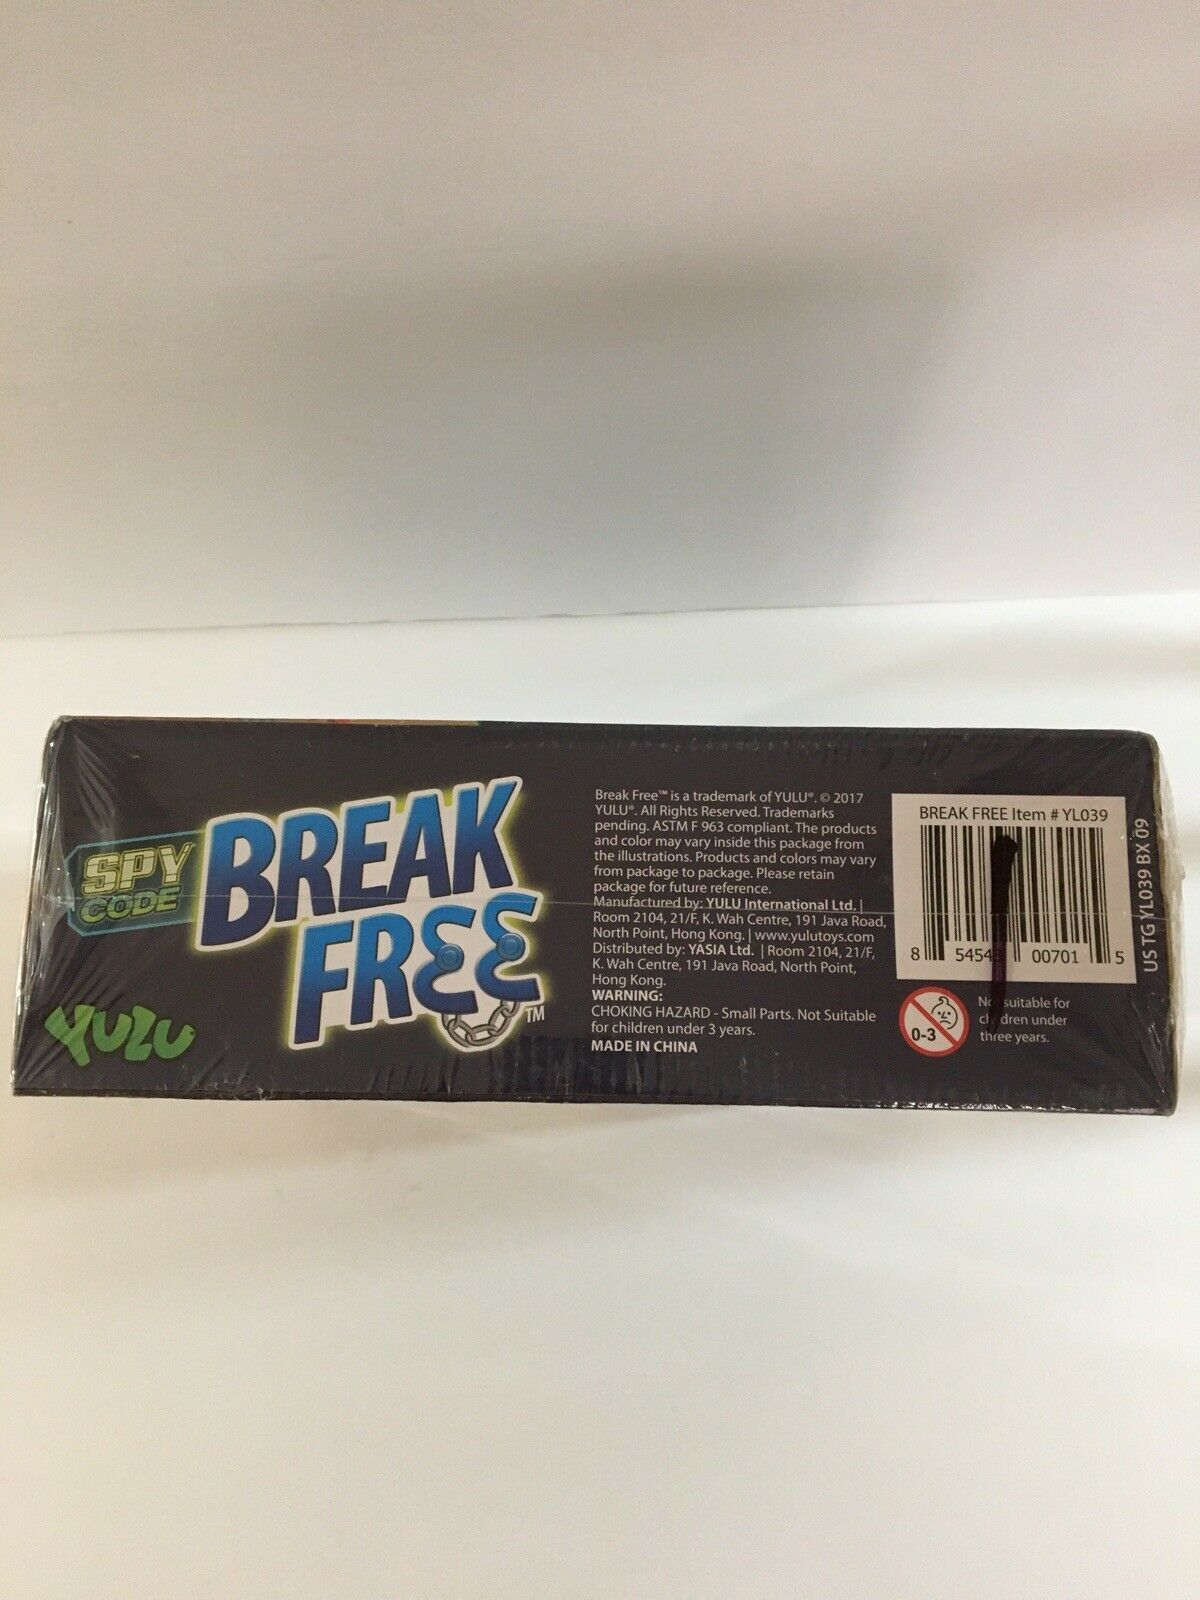 SPY
CODE
BREAK
FREE
TM
YULU
Break Free™ is a trademark of YULU®. © 2017
YULU®. All Rights Reserved. Trademarks
pending. ASTM F 963 compliant. The products
and color may vary inside this package from
the illustrations. Products and colors may vary
from package to package. Please retain
package for future reference.
Manufactured by: YULU International Ltd. |
Room 2104, 21/F, K. Wah Centre, 191 Java Road,
North Point, Hong Kong. | www.yulutoys.com
Distributed by: YASIA Ltd. | Room 2104, 21/F,
K. Wah Centre, 191 Java Road, North Point,
Hong Kong.
WARNING:
CHOKING HAZARD - Small Parts. Not Suitable
for children under 3 years.
MADE IN CHINA
BREAK FREE Item # YL039
8 5454 00701 5
0-3
Not suitable for
children under
three years.
US TG YL039 BX 09